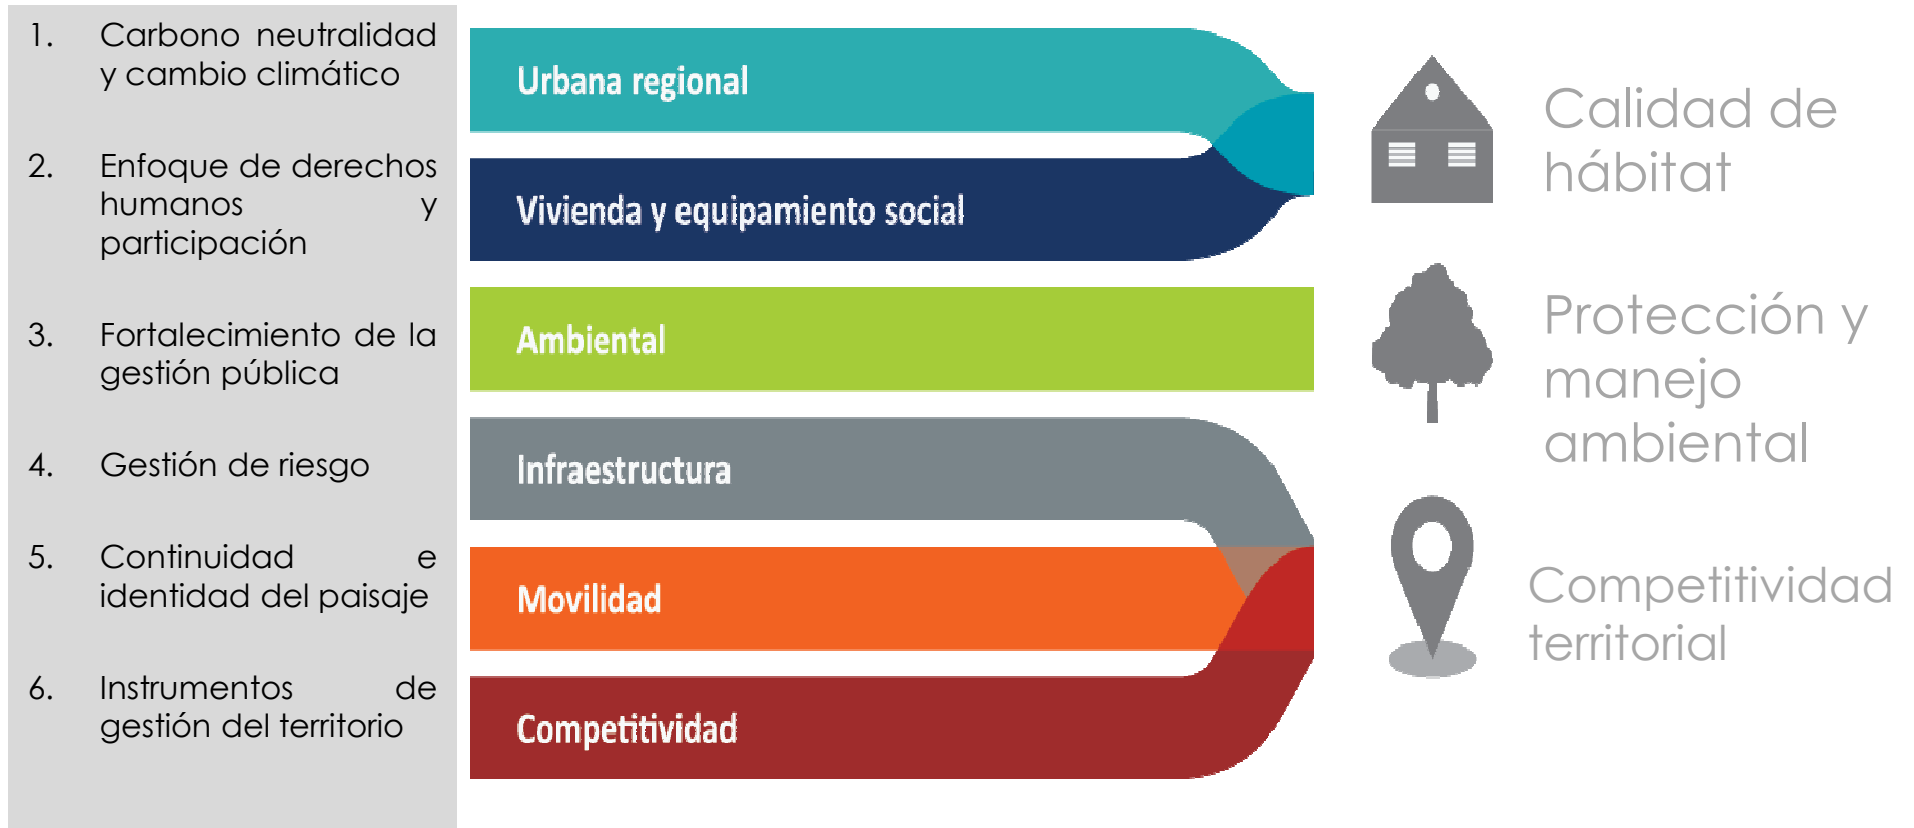 1. Carbono neutralidad
y cambio climático
2. Enfoque de derechos
humanos y
participación
3. Fortalecimiento de la
gestión pública
4. Gestión de riesgo
5. Continuidad e
identidad del paisaje
6. Instrumentos de
gestión del territorio
Urbana regional
Vivienda y equipamiento social
Ambiental
Infraestructura
Movilidad
Competitividad
Calidad de
hábitat
Protección y
manejo
ambiental
Competitividad
territorial